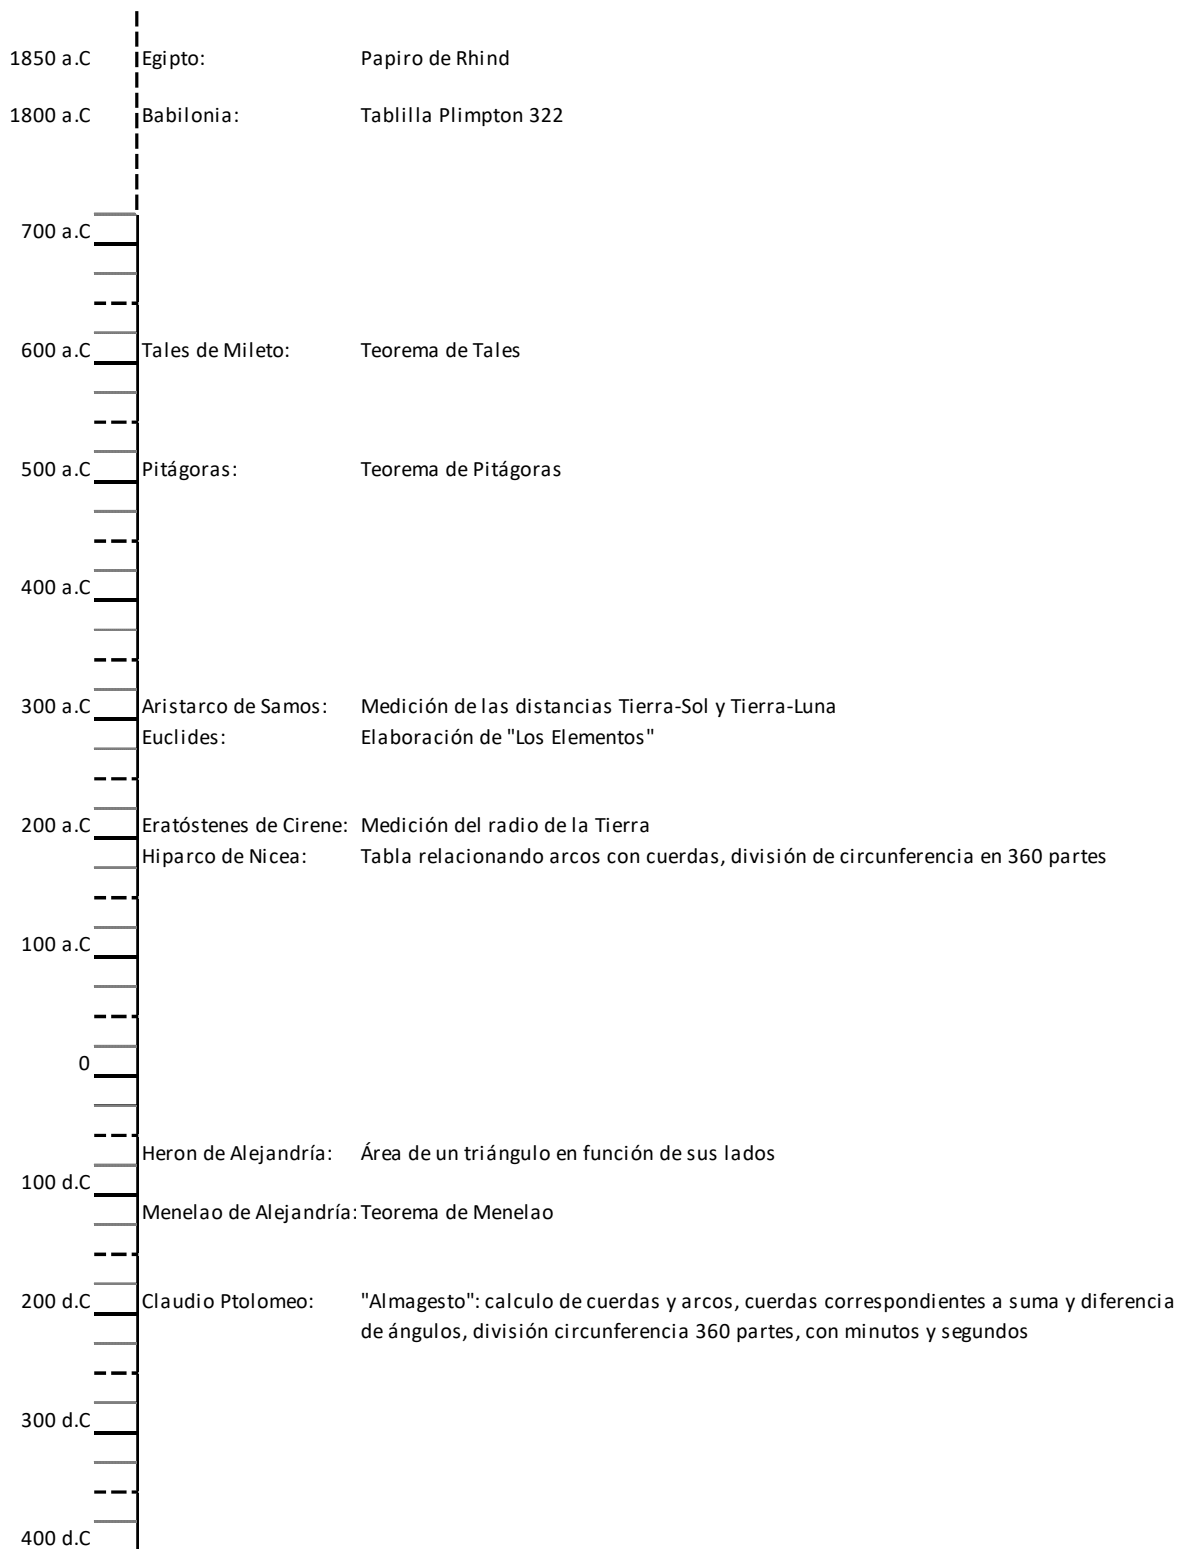 1850 a.C Egipto: Papiro de Rhind
1800 a.C Babilonia: Tablilla Plimpton 322
700 a.C
600 a.C Tales de Mileto: Teorema de Tales
500 a.C Pitágoras: Teorema de Pitágoras
400 a.C
300 a.C Aristarco de Samos: Medición de las distancias Tierra-Sol y Tierra-Luna
Euclides: Elaboración de "Los Elementos"
200 a.C Eratóstenes de Cirene: Medición del radio de la Tierra
Hiparco de Nicea: Tabla relacionando arcos con cuerdas, división de circunferencia en 360 partes
100 a.C
0
Heron de Alejandría: Área de un triángulo en función de sus lados
100 d.C
Menelao de Alejandría: Teorema de Menelao
200 d.C Claudio Ptolomeo: "Almagesto": calculo de cuerdas y arcos, cuerdas correspondientes a suma y diferencia
de ángulos, división circunferencia 360 partes, con minutos y segundos
300 d.C
400 d.C